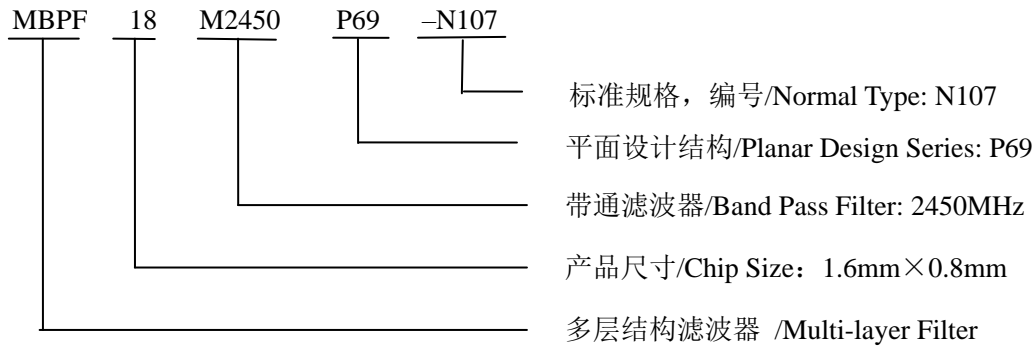 MBPF 18 M2450 P69 –N107
标准规格，编号/Normal Type: N107
平面设计结构/Planar Design Series: P69
带通滤波器/Band Pass Filter: 2450MHz
产品尺寸/Chip Size：1.6mm×0.8mm
多层结构滤波器 /Multi-layer Filter